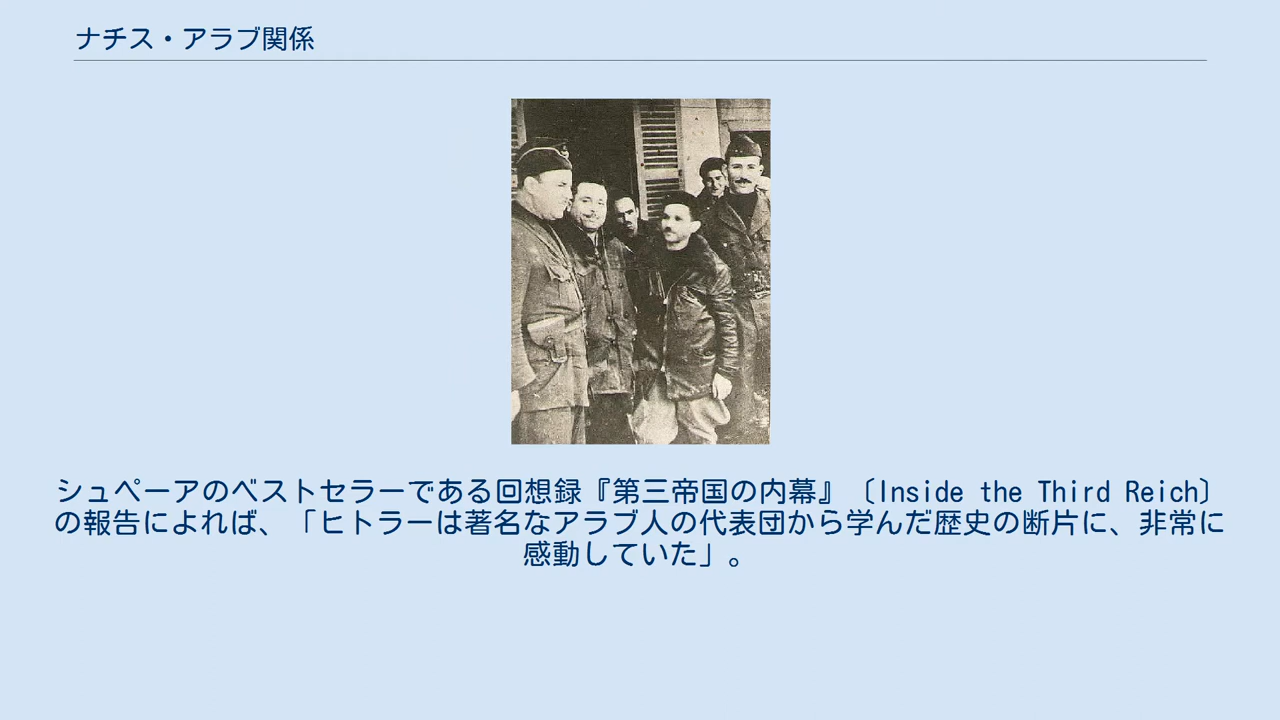 ナチス・アラブ関係
シュペーアのベストセラーである回想録『第三帝国の内幕』〔Inside the Third Reich〕
の報告によれば、「ヒトラーは著名なアラブ人の代表団から学んだ歴史の断片に、非常に
感動していた」。